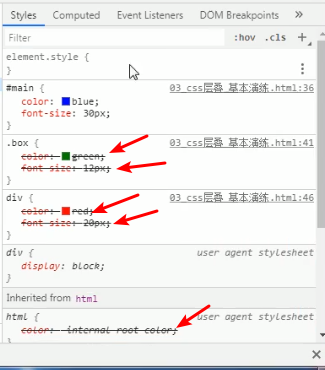 Styles Computed Event Listeners DOM Breakpoints »
Filter :hov .cls +
element.style {
}
#main { 03_css层叠_基本演练.html:36
color: blue;
font-size: 30px;
}
.box { 03_css层叠_基本演练.html:41
color: green;
font-size: 12px;
}
div { 03_css层叠_基本演练.html:46
color: red;
font-size: 20px;
}
div { user agent stylesheet
display: block;
}
Inherited from html
html { user agent stylesheet
color: -internal-root-color;